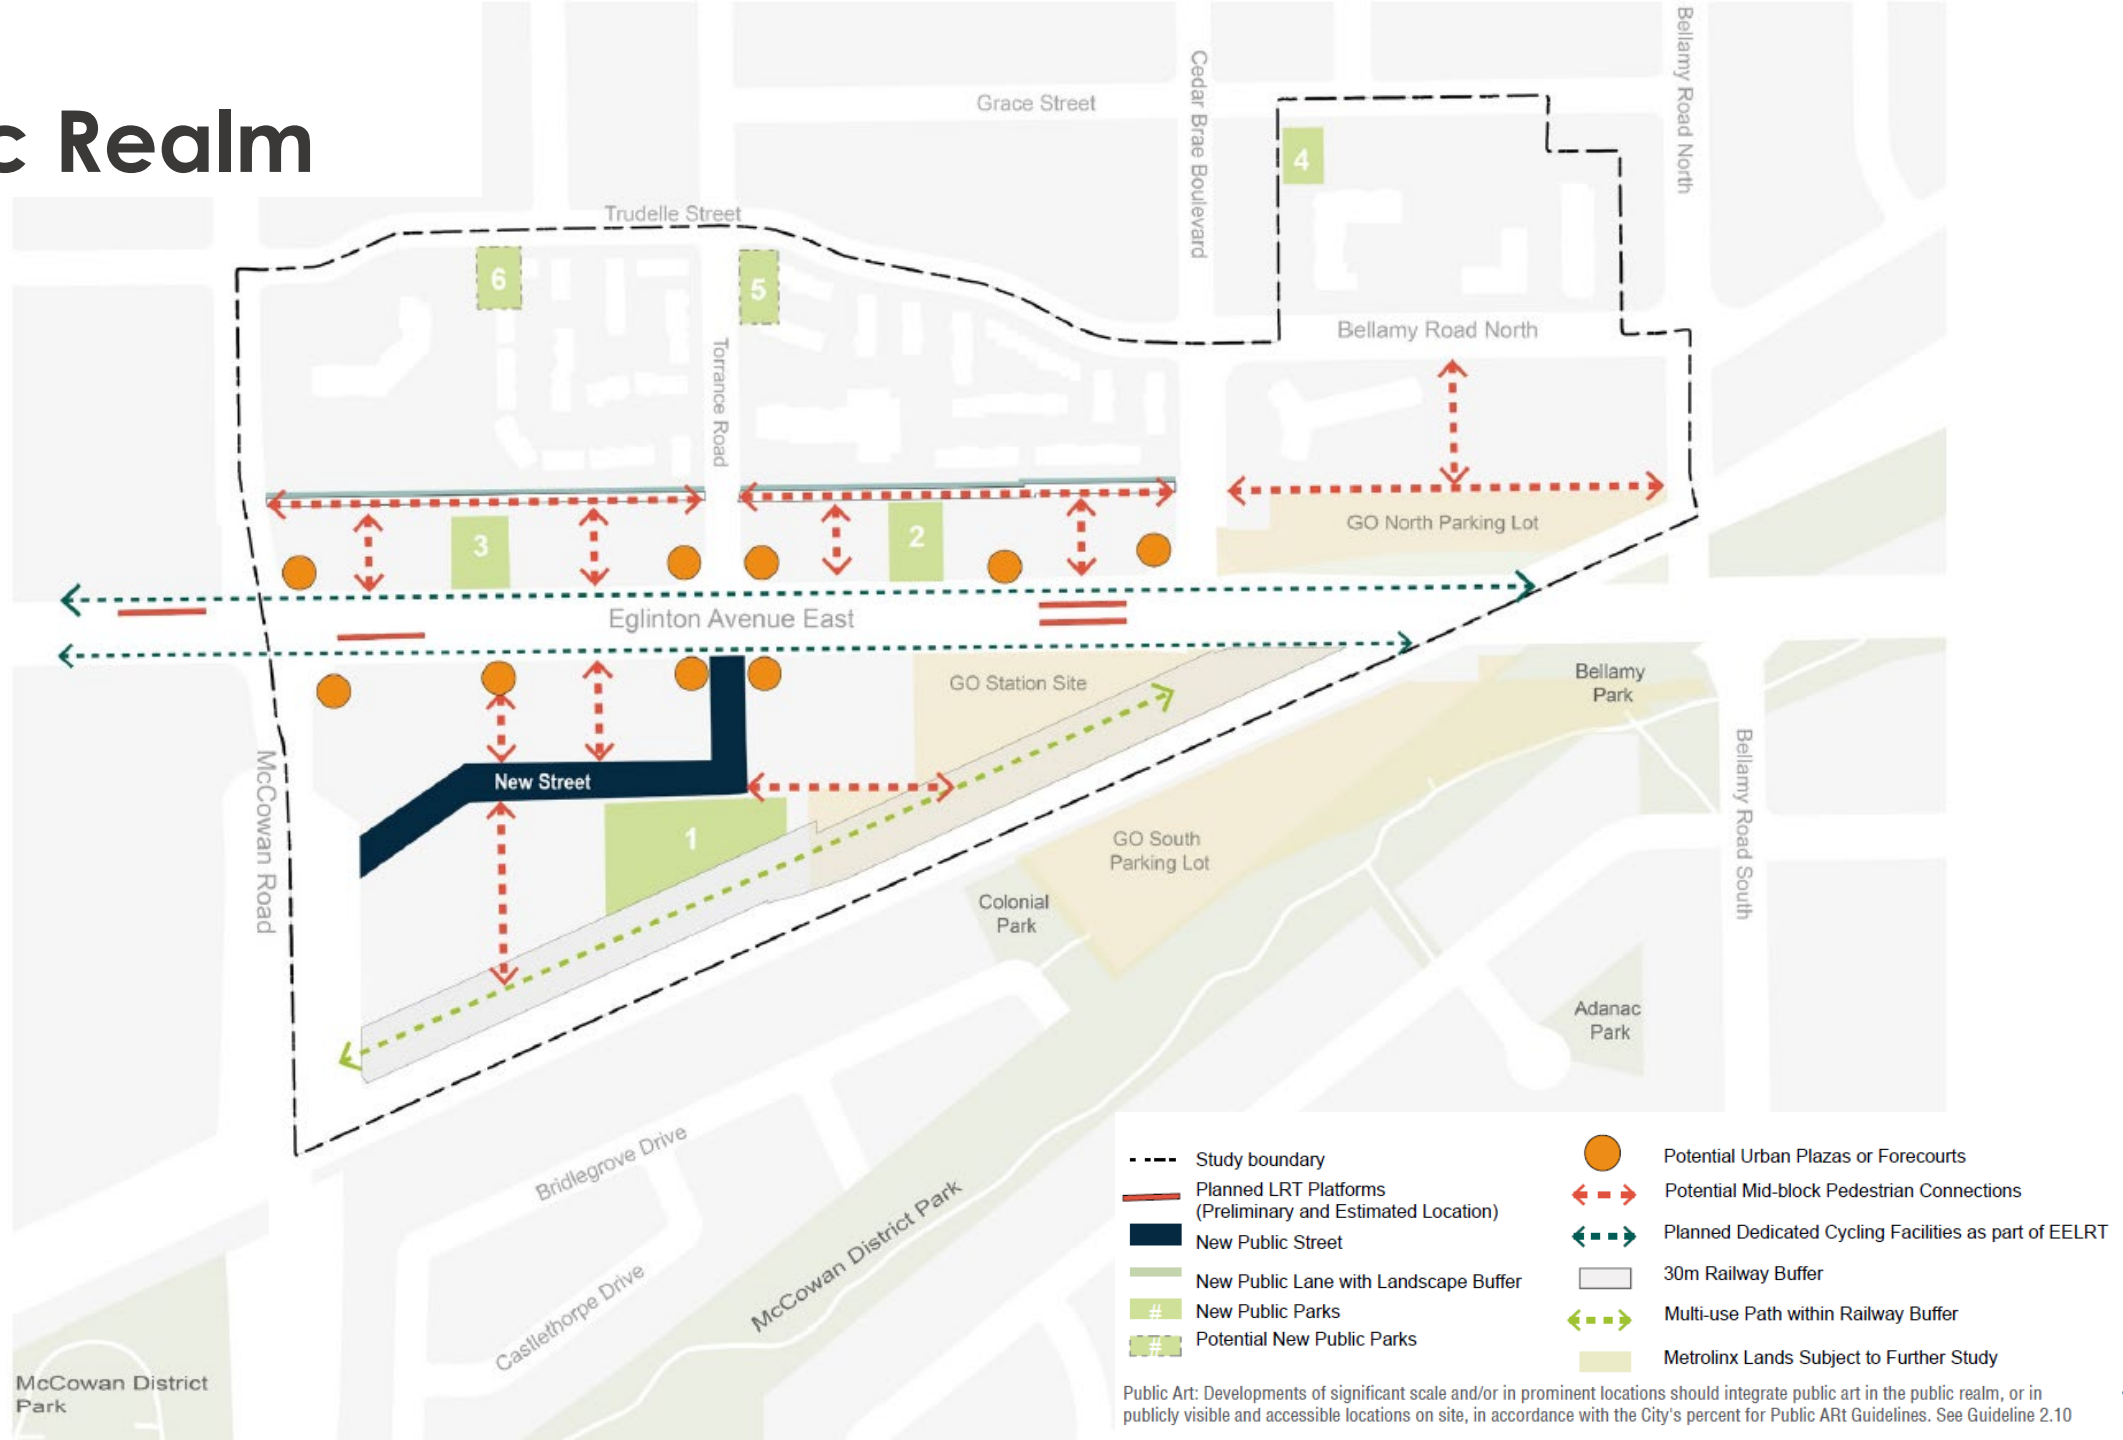 c Realm
Grace Street
Cedar Brae Boulevard
Bellamy Road North
4
Trudelle Street
6
5
Torrance Road
Bellamy Road North
3
2
GO North Parking Lot
Eglinton Avenue East
GO Station Site
Bellamy
Park
McCowan Road
New Street
1
GO South
Parking Lot
Bellamy Road South
Colonial
Park
Adanac
Park
Bridlegrove Drive
Castlethorpe Drive
McCowan District Park
McCowan District
Park
Study boundary
Planned LRT Platforms
(Preliminary and Estimated Location)
New Public Street
New Public Lane with Landscape Buffer
# New Public Parks
# Potential New Public Parks
Potential Urban Plazas or Forecourts
Potential Mid-block Pedestrian Connections
Planned Dedicated Cycling Facilities as part of EELRT
30m Railway Buffer
Multi-use Path within Railway Buffer
Metrolinx Lands Subject to Further Study
Public Art: Developments of significant scale and/or in prominent locations should integrate public art in the public realm, or in
publicly visible and accessible locations on site, in accordance with the City's percent for Public ARt Guidelines. See Guideline 2.10